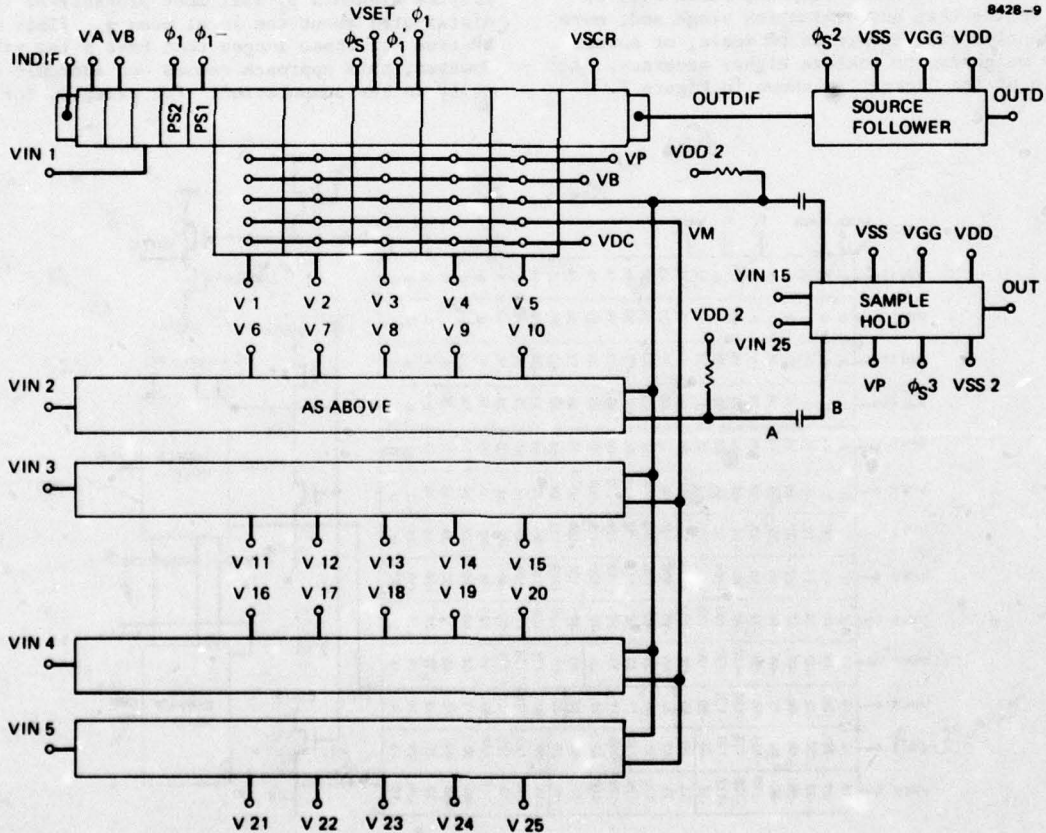 8428-9
VSET φ1
VA VB φ1 φ1 φS φ1' VSCR φS2 VSS VGG VDD
INDIF
PS2 PS1
OUTDIF
SOURCE FOLLOWER
OUTD
VIN 1
VP
VDD 2
VB
VM
VDC
VSS VGG VDD
V 1 V 2 V 3 V 4 V 5
VIN 15
SAMPLE HOLD
OUT
V 6 V 7 V 8 V 9 V 10
VDD 2
VIN 25
VP φS3 VSS 2
VIN 2
AS ABOVE
A B
VIN 3
V 11 V 12 V 13 V 14 V 15
V 16 V 17 V 18 V 19 V 20
VIN 4
VIN 5
V 21 V 22 V 23 V 24 V 25